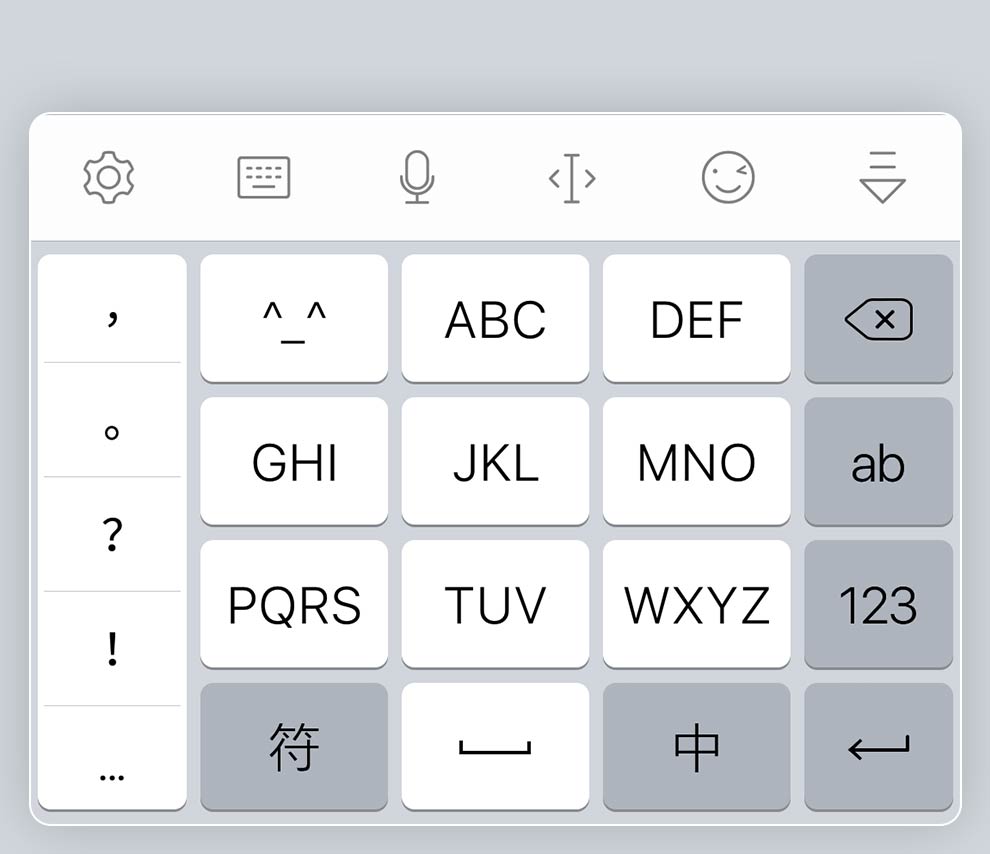 ， ^_^ ABC DEF
。 GHI JKL MNO ab
？ PQRS TUV WXYZ 123
！
... 符 中